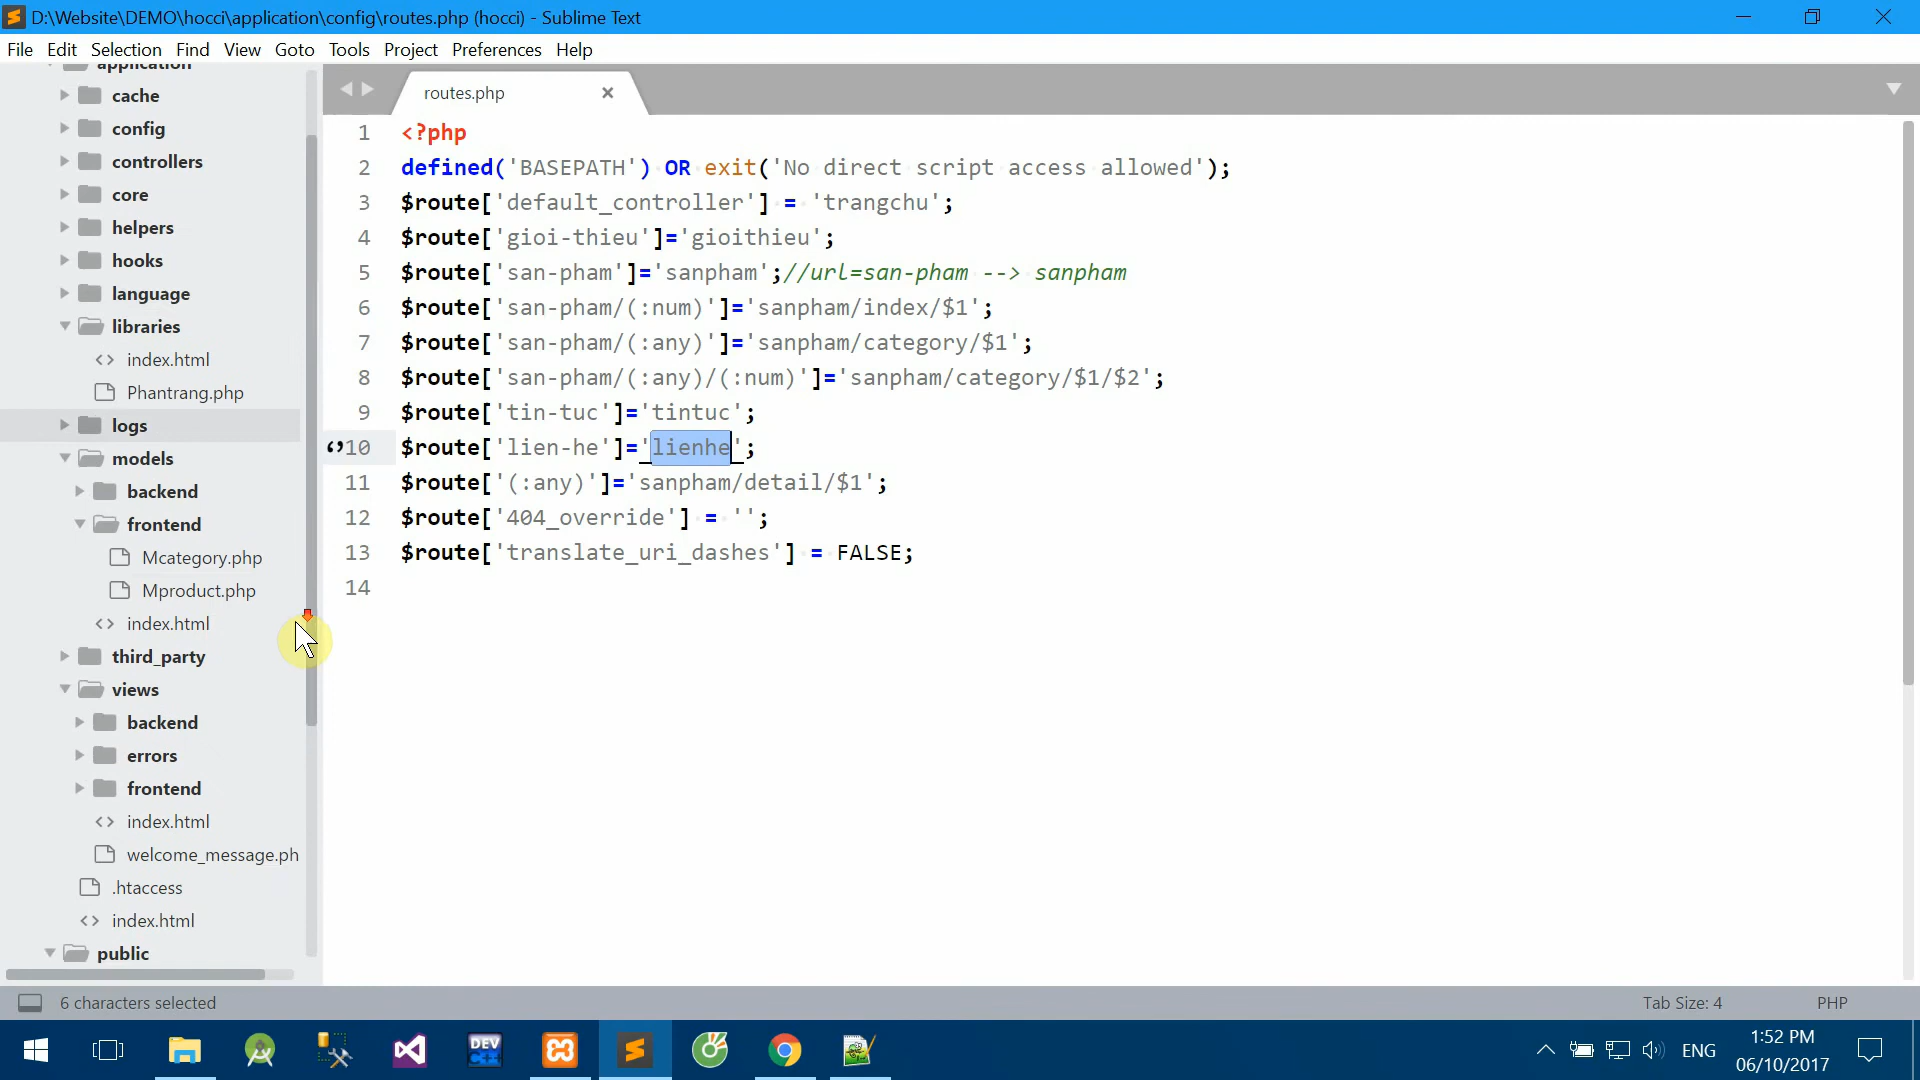 D:\Website\DEMO\hocci\application\config\routes.php (hocci) - Sublime Text
File Edit Selection Find View Goto Tools Project Preferences Help
application
cache
config
controllers
core
helpers
hooks
language
libraries
index.html
Phantrang.php
logs
models
backend
frontend
Mcategory.php
Mproduct.php
index.html
third_party
views
backend
errors
frontend
index.html
welcome_message.ph
.htaccess
index.html
public
routes.php
1 <?php
2 defined('BASEPATH') OR exit('No direct script access allowed');
3 $route['default_controller'] = 'trangchu';
4 $route['gioi-thieu']='gioithieu';
5 $route['san-pham']='sanpham';//url=san-pham --> sanpham
6 $route['san-pham/(:num)']='sanpham/index/$1';
7 $route['san-pham/(:any)']='sanpham/category/$1';
8 $route['san-pham/(:any)/(:num)']='sanpham/category/$1/$2';
9 $route['tin-tuc']='tintuc';
10 $route['lien-he']='lienhe';
11 $route['(:any)']='sanpham/detail/$1';
12 $route['404_override'] = '';
13 $route['translate_uri_dashes'] = FALSE;
14
6 characters selected
Tab Size: 4
PHP
DEV
ENG
1:52 PM
06/10/2017